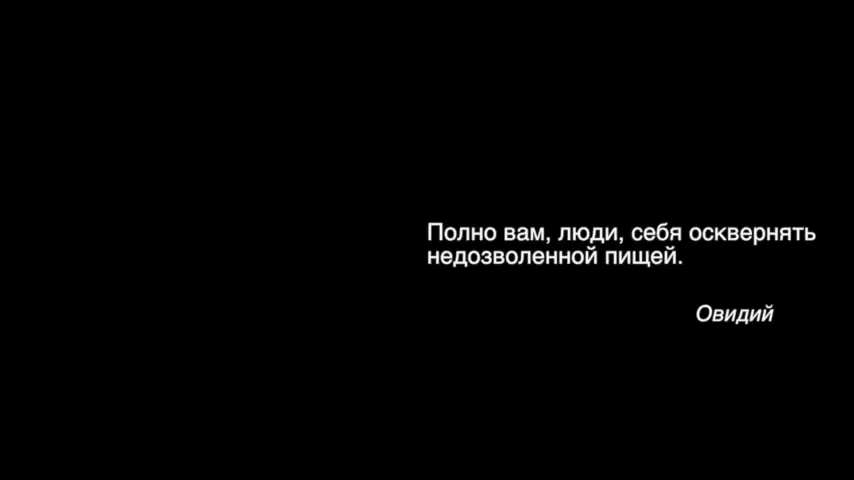 Полно вам, люди, себя осквернять
недозволенной пищей.
Овидий